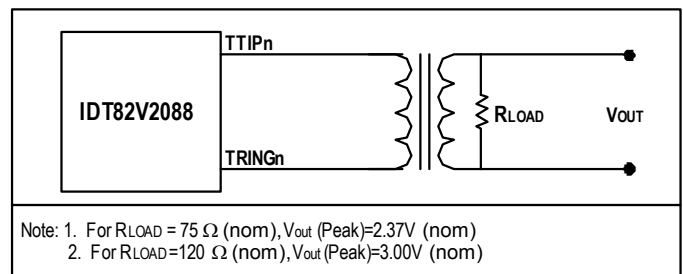 TTIPn
IDT82V2088
RLOAD
VOUT
TRINGn
Note: 1. For RLOAD = 75 Ω (nom), Vout (Peak)=2.37V (nom)
2. For RLOAD=120 Ω (nom), Vout (Peak)=3.00V (nom)